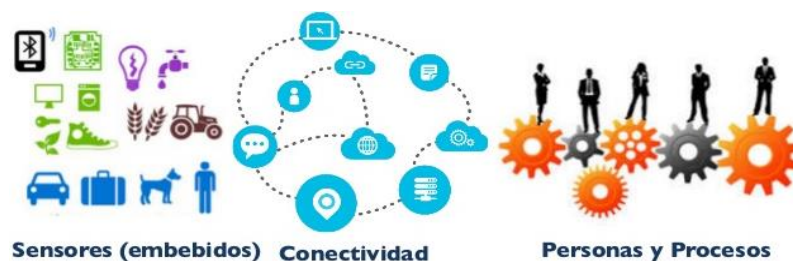 Sensores (embebidos)
Conectividad
Personas y Procesos